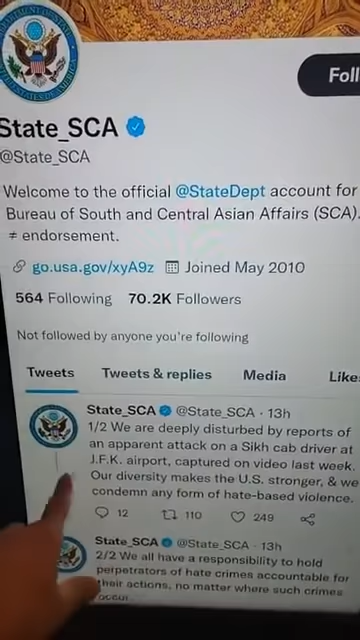 Foll
State_SCA
@State_SCA
Welcome to the official @StateDept account for
Bureau of South and Central Asian Affairs (SCA).
≠ endorsement.
go.usa.gov/xyA9z Joined May 2010
564 Following 70.2K Followers
Not followed by anyone you're following
Tweets Tweets & replies Media Like
State_SCA @State_SCA · 13h
1/2 We are deeply disturbed by reports of
an apparent attack on a Sikh cab driver at
J.F.K. airport, captured on video last week.
Our diversity makes the U.S. stronger, & we
condemn any form of hate-based violence.
12 110 249
State_SCA @State_SCA · 13h
2/2 We all have a responsibility to hold
perpetrators of hate crimes accountable for
their actions, no matter where such crimes
occur.